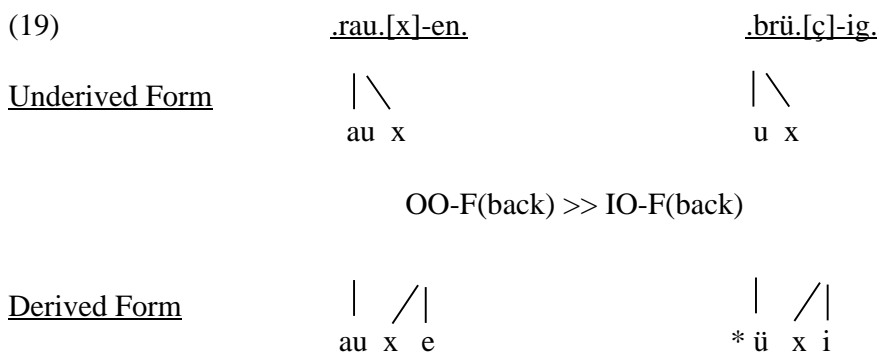 (19) .rau.[x]-en. .brü.[ç]-ig.
Underived Form
au x u x
OO-F(back) >> IO-F(back)
Derived Form
au x e * ü x i